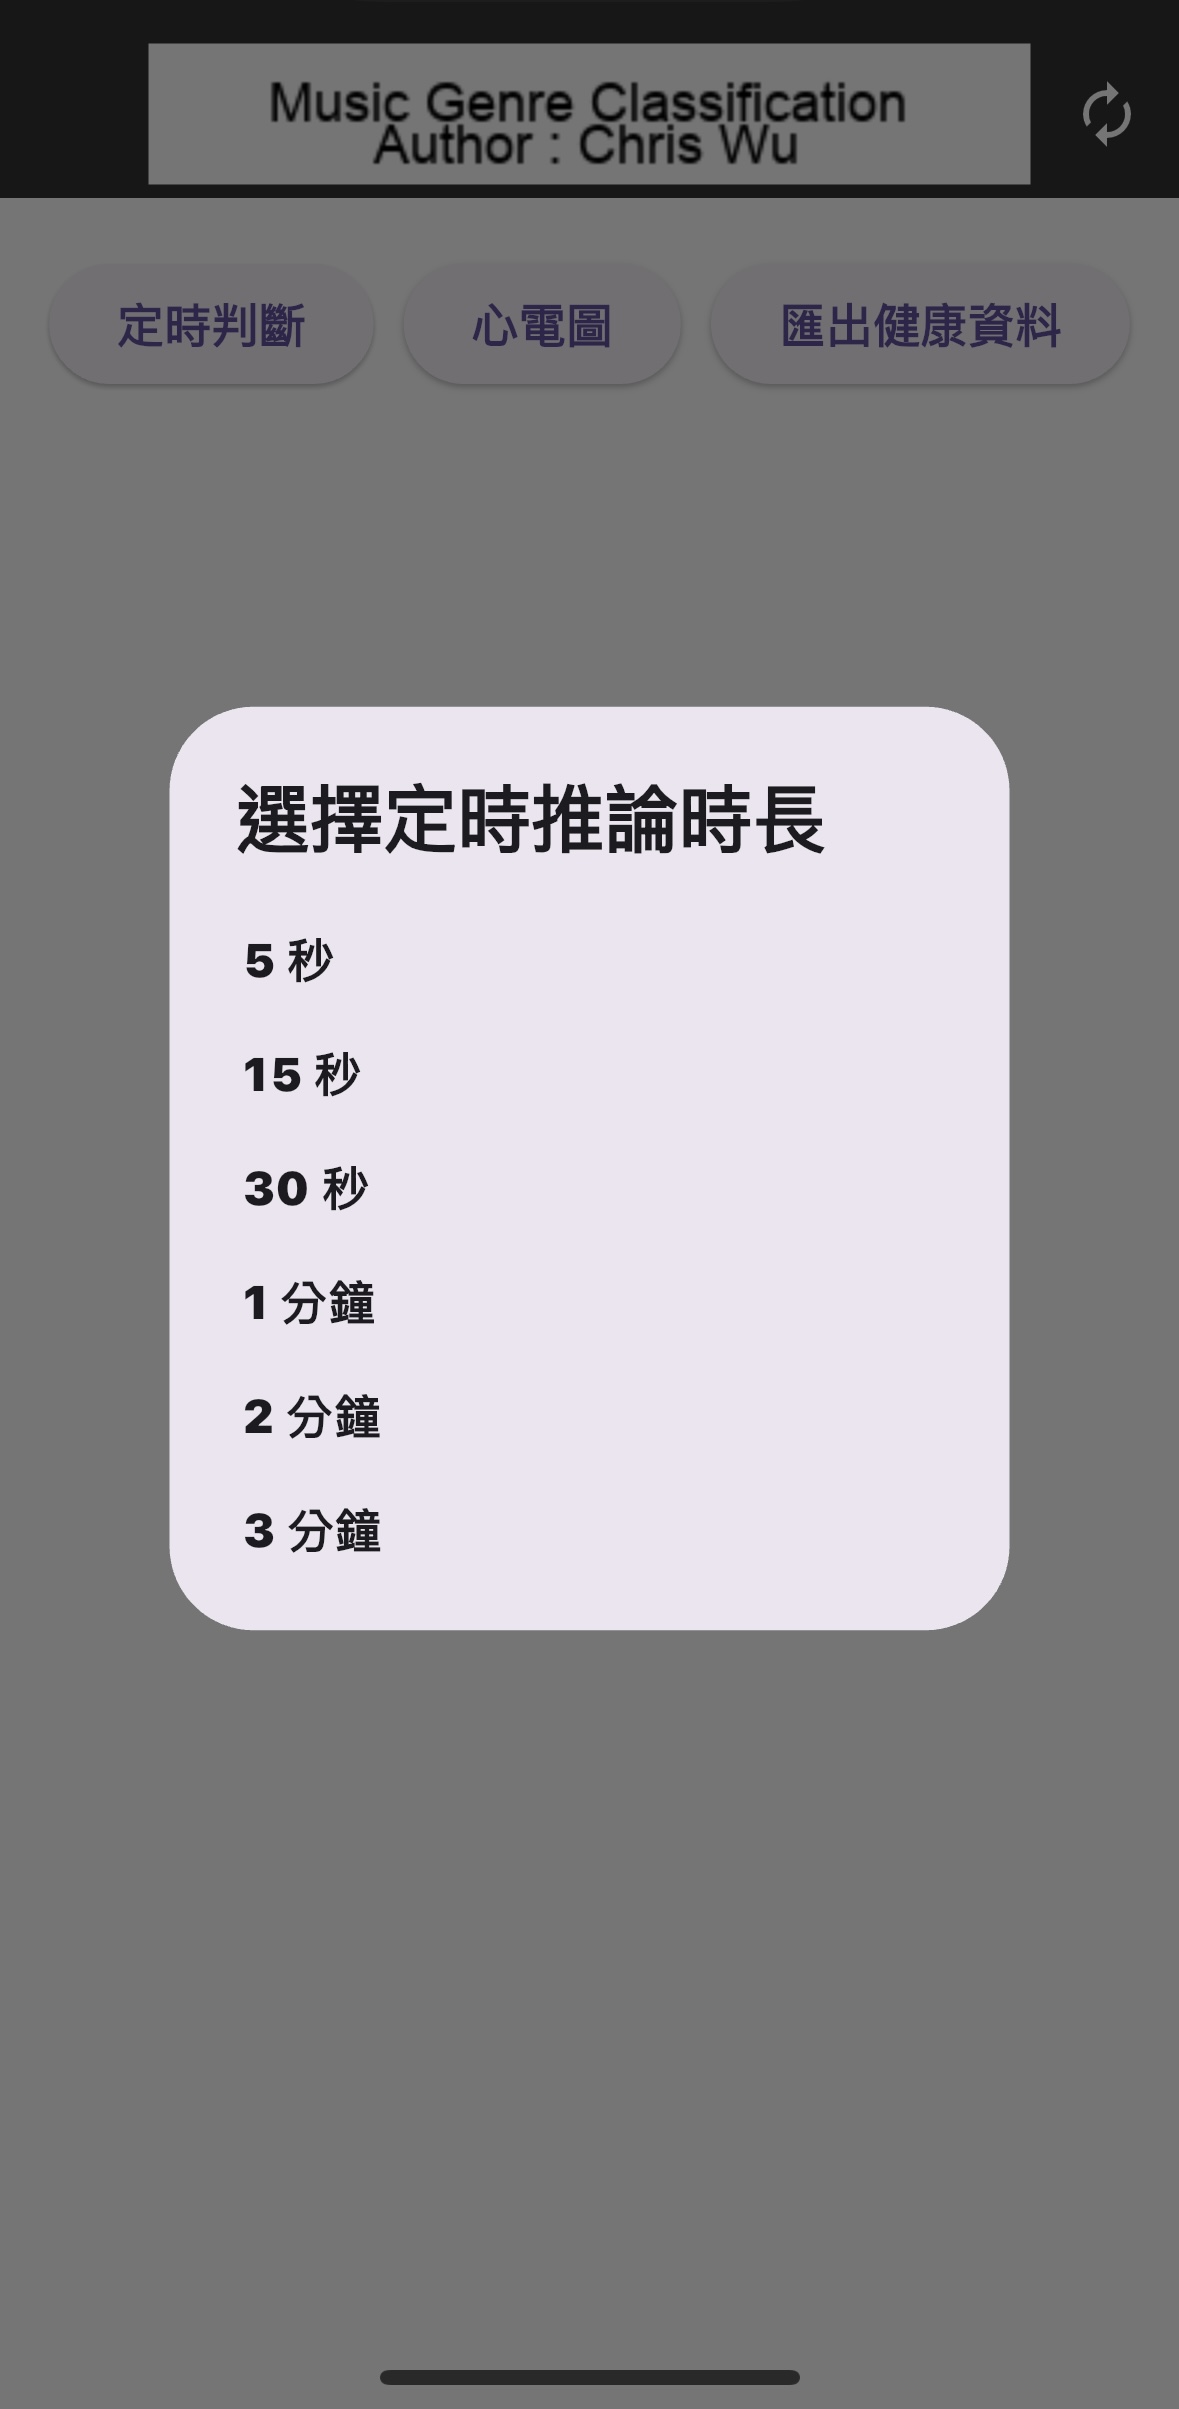 Music Genre Classification
Author : Chris Wu
定時判斷
心電圖
匯出健康資料
選擇定時推論時長
5 秒
15 秒
30 秒
1 分鐘
2 分鐘
3 分鐘